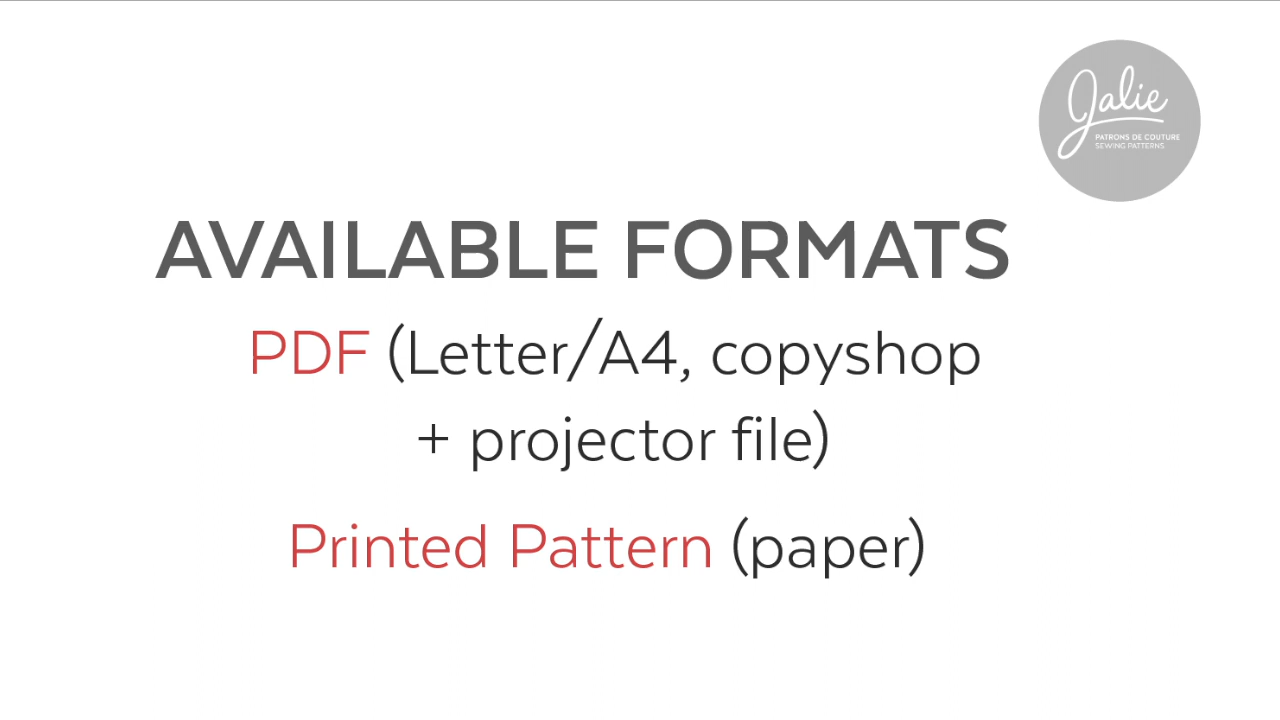 Jalie
PATRONS DE COUTURE
SEWING PATTERNS
AVAILABLE FORMATS
PDF (Letter/A4, copyshop
+ projector file)
Printed Pattern (paper)